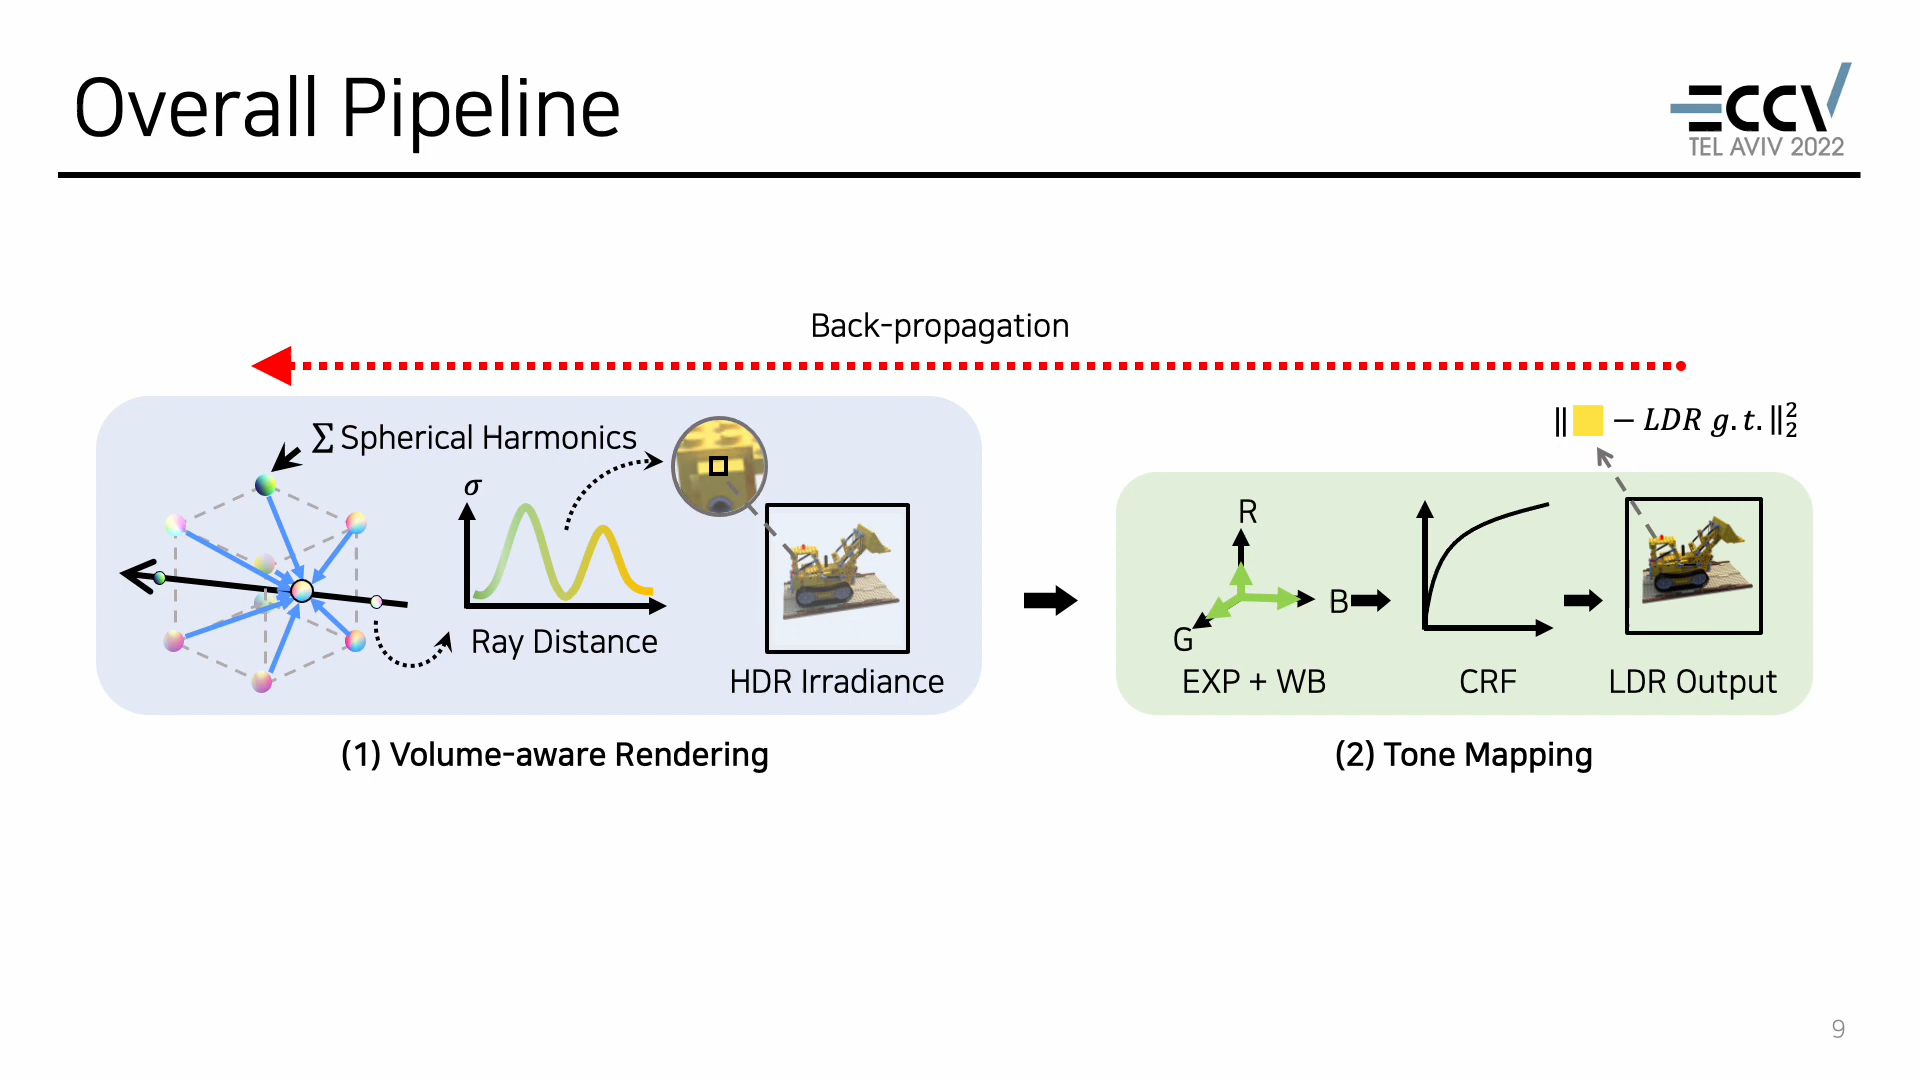 Overall Pipeline
ECCV
TEL AVIV 2022
Back-propagation
‖ − LDR g.t.‖₂²
∑ Spherical Harmonics
σ
Ray Distance
HDR Irradiance
R
B
G
EXP + WB
CRF
LDR Output
(1) Volume-aware Rendering
(2) Tone Mapping
9